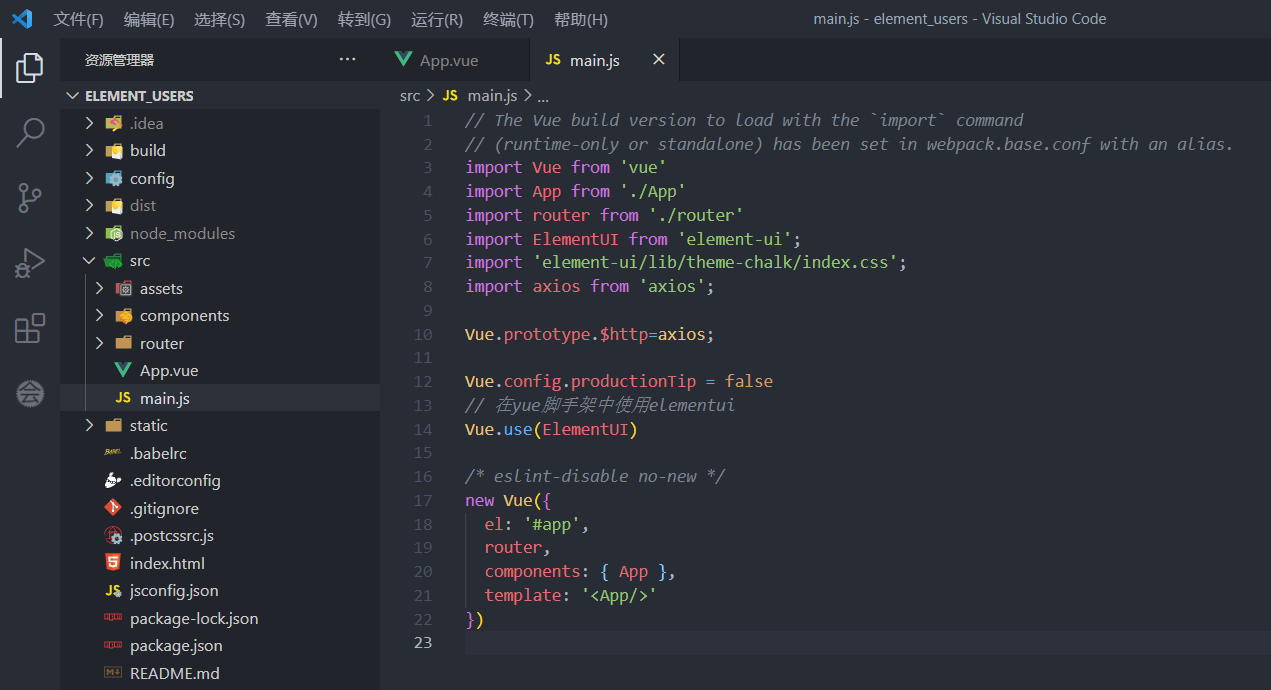 文件(F) 编辑(E) 选择(S) 查看(V) 转到(G) 运行(R) 终端(T) 帮助(H) main.js - element_users - Visual Studio Code
资源管理器 ···
App.vue JS main.js ×
ELEMENT_USERS
.idea
build
config
dist
node_modules
src
assets
components
router
App.vue
JS main.js
static
BABEL .babelrc
.editorconfig
.gitignore
.postcssrc.js
index.html
JS jsconfig.json
package-lock.json
package.json
README.md
会
src > JS main.js > ...
1 // The Vue build version to load with the `import` command
2 // (runtime-only or standalone) has been set in webpack.base.conf with an alias.
3 import Vue from 'vue'
4 import App from './App'
5 import router from './router'
6 import ElementUI from 'element-ui';
7 import 'element-ui/lib/theme-chalk/index.css';
8 import axios from 'axios';
9
10 Vue.prototype.$http=axios;
11
12 Vue.config.productionTip = false
13 // 在yue脚手架中使用elementui
14 Vue.use(ElementUI)
15
16 /* eslint-disable no-new */
17 new Vue({
18 el: '#app',
19 router,
20 components: { App },
21 template: '<App/>'
22 })
23